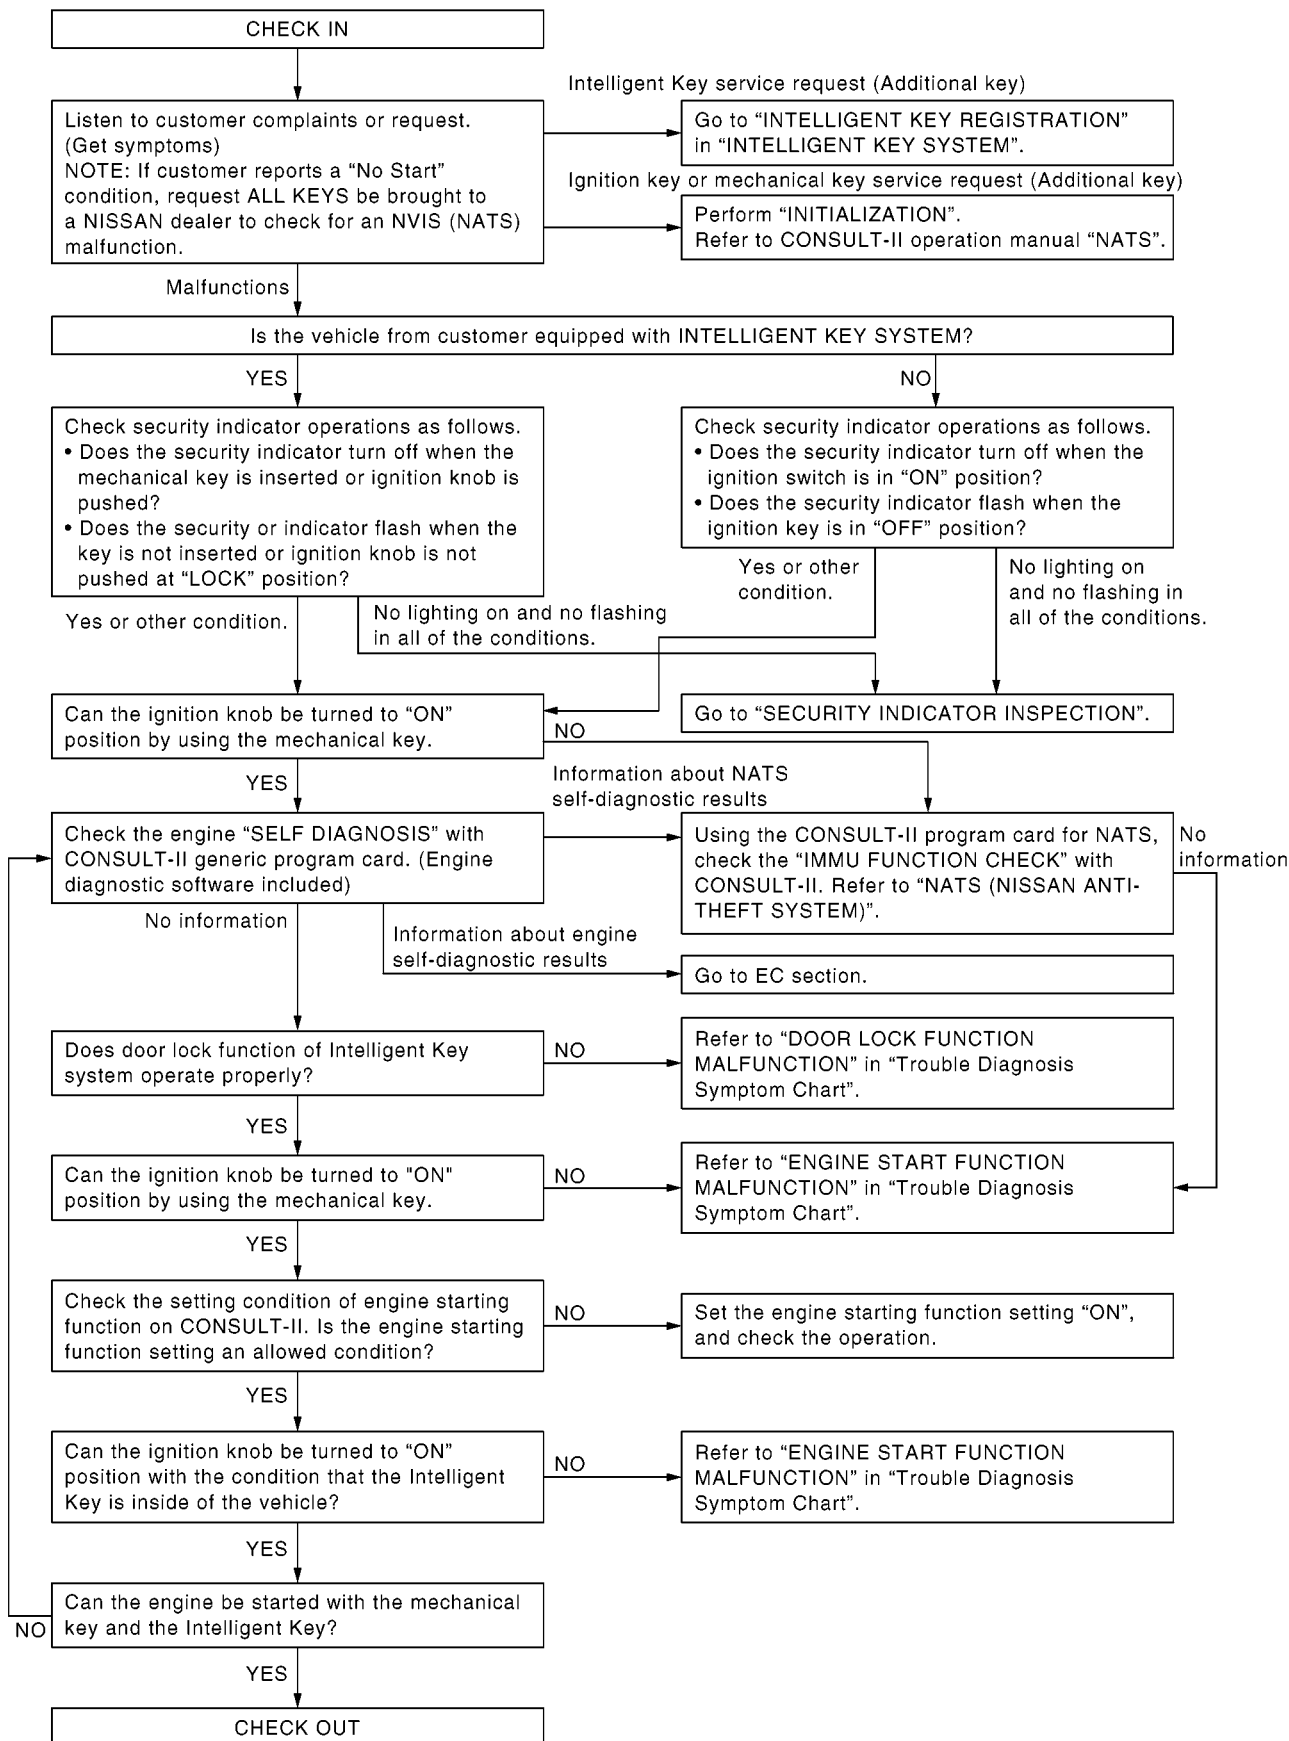 CHECK IN
Intelligent Key service request (Additional key)
Listen to customer complaints or request.
(Get symptoms)
NOTE: If customer reports a “No Start”
condition, request ALL KEYS be brought to
a NISSAN dealer to check for an NVIS (NATS)
malfunction.
Go to “INTELLIGENT KEY REGISTRATION”
in “INTELLIGENT KEY SYSTEM”.
Ignition key or mechanical key service request (Additional key)
Perform “INITIALIZATION”.
Refer to CONSULT-II operation manual “NATS”.
Malfunctions
Is the vehicle from customer equipped with INTELLIGENT KEY SYSTEM?
YES
NO
Check security indicator operations as follows.
• Does the security indicator turn off when the
mechanical key is inserted or ignition knob is
pushed?
• Does the security or indicator flash when the
key is not inserted or ignition knob is not
pushed at “LOCK” position?
Check security indicator operations as follows.
• Does the security indicator turn off when the
ignition switch is in “ON” position?
• Does the security indicator flash when the
ignition key is in “OFF” position?
Yes or other condition.
No lighting on and no flashing
in all of the conditions.
Yes or other
condition.
No lighting on
and no flashing in
all of the conditions.
Can the ignition knob be turned to “ON”
position by using the mechanical key.
NO
Go to “SECURITY INDICATOR INSPECTION”.
YES
Information about NATS
self-diagnostic results
Check the engine “SELF DIAGNOSIS” with
CONSULT-II generic program card. (Engine
diagnostic software included)
Using the CONSULT-II program card for NATS,
check the “IMMU FUNCTION CHECK” with
CONSULT-II. Refer to “NATS (NISSAN ANTI-
THEFT SYSTEM)”.
No
information
No information
Information about engine
self-diagnostic results
Go to EC section.
Does door lock function of Intelligent Key
system operate properly?
NO
Refer to “DOOR LOCK FUNCTION
MALFUNCTION” in “Trouble Diagnosis
Symptom Chart”.
YES
Can the ignition knob be turned to "ON"
position by using the mechanical key.
NO
Refer to “ENGINE START FUNCTION
MALFUNCTION” in “Trouble Diagnosis
Symptom Chart”.
YES
Check the setting condition of engine starting
function on CONSULT-II. Is the engine starting
function setting an allowed condition?
NO
Set the engine starting function setting “ON”,
and check the operation.
YES
Can the ignition knob be turned to “ON”
position with the condition that the Intelligent
Key is inside of the vehicle?
NO
Refer to “ENGINE START FUNCTION
MALFUNCTION” in “Trouble Diagnosis
Symptom Chart”.
YES
Can the engine be started with the mechanical
key and the Intelligent Key?
NO
YES
CHECK OUT